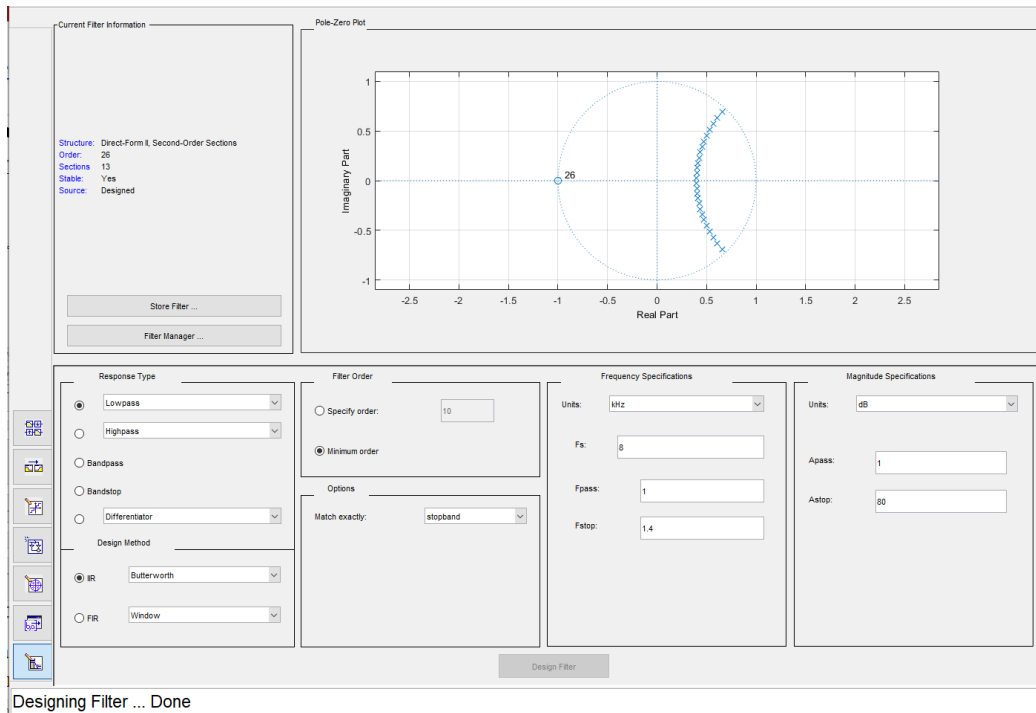 Current Filter Information
Structure: Direct-Form II, Second-Order Sections
Order: 26
Sections 13
Stable: Yes
Source: Designed
Store Filter ...
Filter Manager ...
Pole-Zero Plot
1
0.5
0
-0.5
-1
Imaginary Part
26
-2.5 -2 -1.5 -1 -0.5 0 0.5 1 1.5 2 2.5
Real Part
Response Type
Lowpass
Highpass
Bandpass
Bandstop
Differentiator
Design Method
IIR Butterworth
FIR Window
Filter Order
Specify order: 10
Minimum order
Options
Match exactly: stopband
Frequency Specifications
Units: kHz
Fs: 8
Fpass: 1
Fstop: 1.4
Magnitude Specifications
Units: dB
Apass: 1
Astop: 80
Design Filter
Designing Filter ... Done